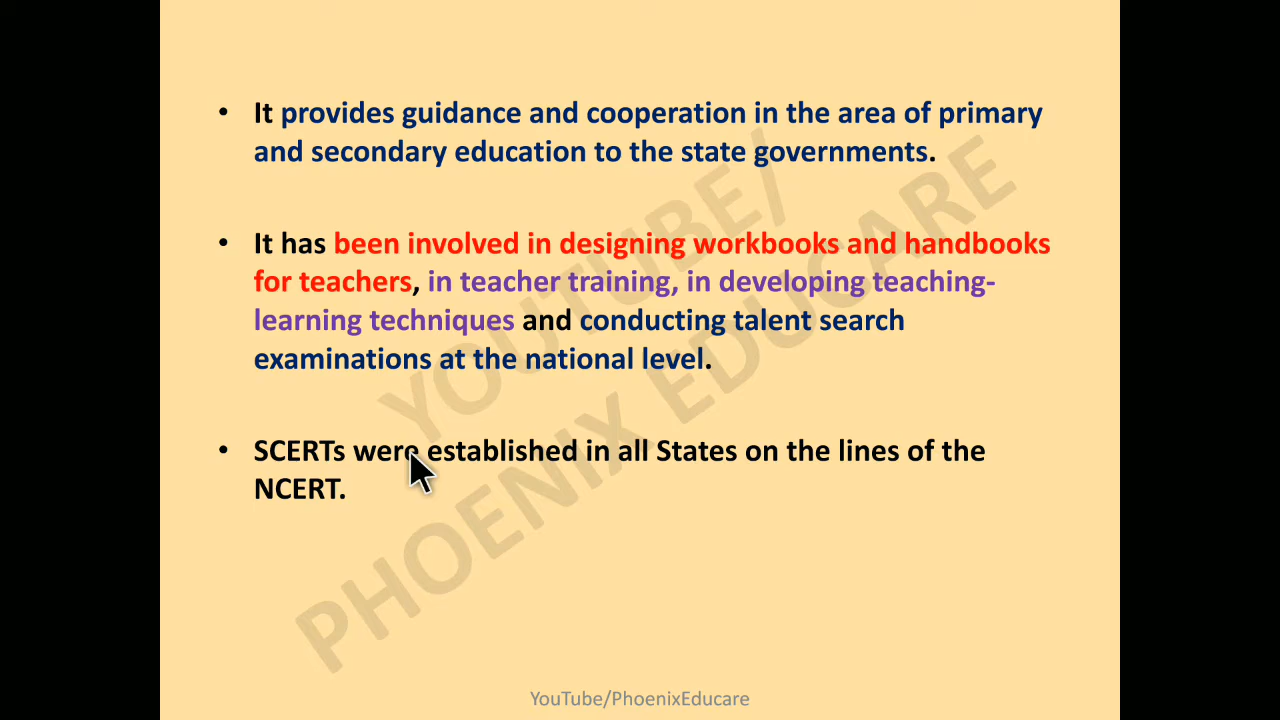 • It provides guidance and cooperation in the area of primary
and secondary education to the state governments.
• It has been involved in designing workbooks and handbooks
for teachers, in teacher training, in developing teaching-
learning techniques and conducting talent search
examinations at the national level.
• SCERTs were established in all States on the lines of the
NCERT.
YOUTUBE/
PHOENIX EDUCARE
YouTube/PhoenixEducare